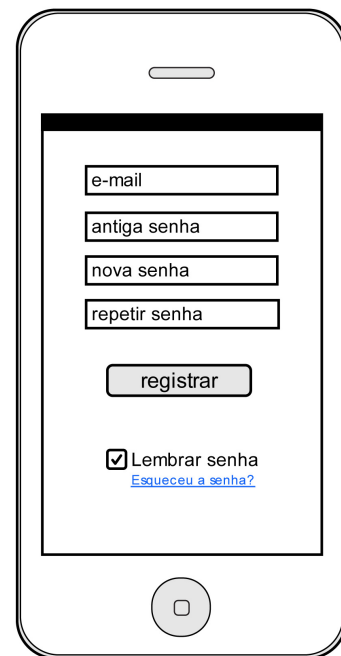 e-mail
antiga senha
nova senha
repetir senha
registrar
Lembrar senha
Esqueceu a senha?